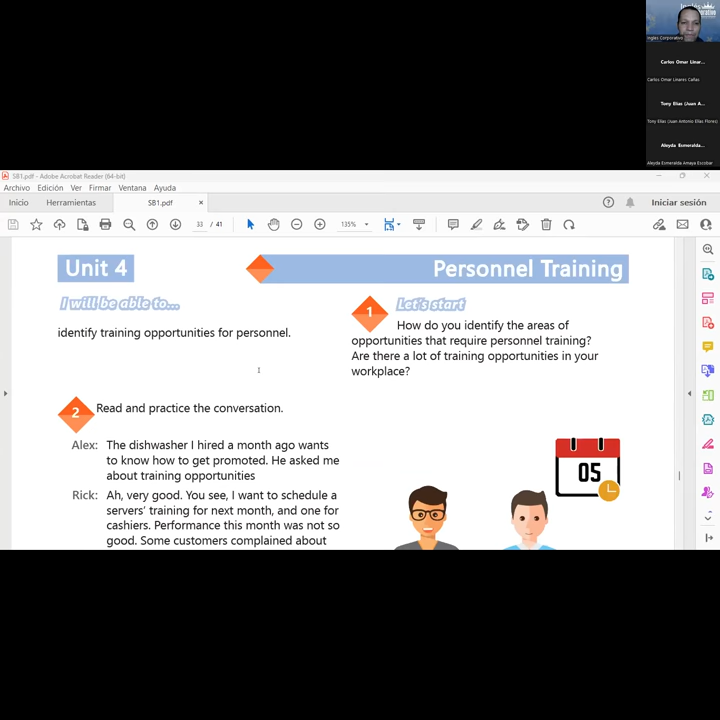 Ingles Corporativo
Carlos Omar Linar...
Carlos Omar Linares Cañas
Tony Elias (Juan A...
Tony Elias (Juan Antonio Elias Flores)
Aleyda Esmeralda...
Aleyda Esmeralda Amaya Escobar
SB1.pdf - Adobe Acrobat Reader (64-bit)
Archivo Edición Ver Firmar Ventana Ayuda
Inicio Herramientas SB1.pdf × Iniciar sesión
33 / 41 135%
Unit 4 Personnel Training
I will be able to...
identify training opportunities for personnel.
1 Let's start
How do you identify the areas of
opportunities that require personnel training?
Are there a lot of training opportunities in your
workplace?
2 Read and practice the conversation.
Alex: The dishwasher I hired a month ago wants
to know how to get promoted. He asked me
about training opportunities
Rick: Ah, very good. You see, I want to schedule a
servers' training for next month, and one for
cashiers. Performance this month was not so
good. Some customers complained about
05